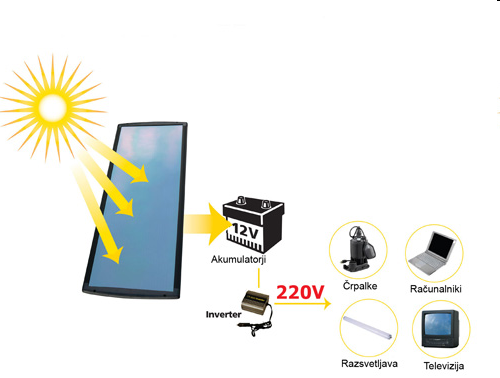 12V
Akumulatorji
Inverter
220V
Črpalke
Računalniki
Razsvetljava
Televizija